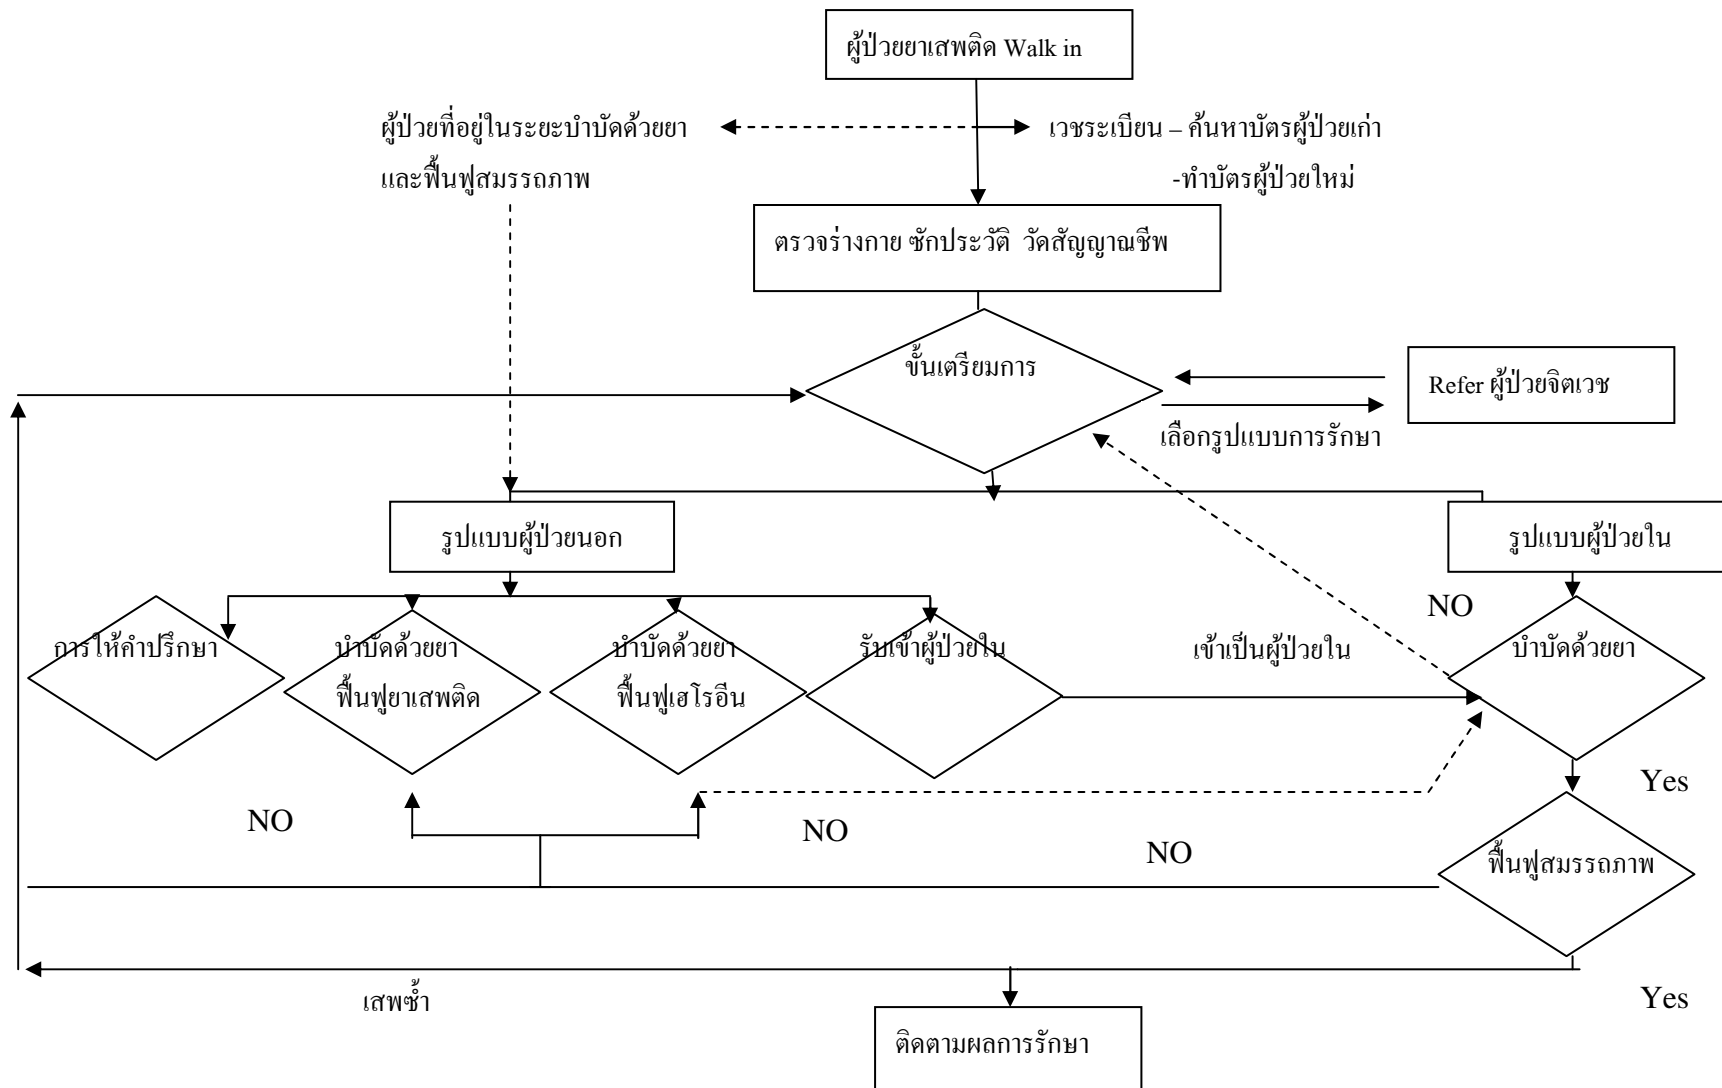 ผู้ป่วยยาเสพติด Walk in
ผู้ป่วยที่อยู่ในระยะบำบัดด้วยยา
และฟื้นฟูสมรรถภาพ
เวชระเบียน – ค้นหาบัตรผู้ป่วยเก่า
-ทำบัตรผู้ป่วยใหม่
ตรวจร่างกาย ซักประวัติ วัดสัญญาณชีพ
ขั้นเตรียมการ
Refer ผู้ป่วยจิตเวช
เลือกรูปแบบการรักษา
รูปแบบผู้ป่วยนอก
รูปแบบผู้ป่วยใน
NO
การให้คำปรึกษา
บำบัดด้วยยา
ฟื้นฟูยาเสพติด
บำบัดด้วยยา
ฟื้นฟูเฮโรอีน
รับเข้าผู้ป่วยใน
เข้าเป็นผู้ป่วยใน
บำบัดด้วยยา
Yes
NO
NO
NO
ฟื้นฟูสมรรถภาพ
เสพซ้ำ
Yes
ติดตามผลการรักษา